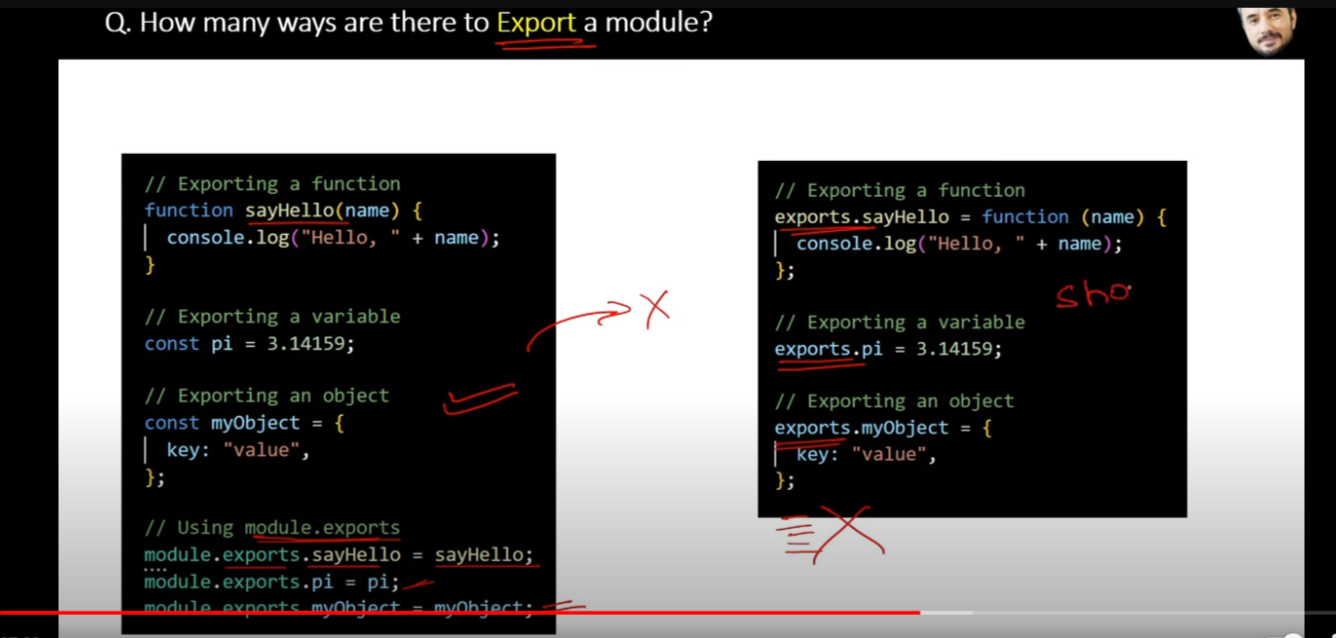 Q. How many ways are there to Export a module?
// Exporting a function
function sayHello(name) {
console.log("Hello, " + name);
}
// Exporting a variable
const pi = 3.14159;
// Exporting an object
const myObject = {
key: "value",
};
// Using module.exports
module.exports.sayHello = sayHello;
module.exports.pi = pi;
module.exports.myObject = myObject;
// Exporting a function
exports.sayHello = function (name) {
console.log("Hello, " + name);
};
sho
// Exporting a variable
exports.pi = 3.14159;
// Exporting an object
exports.myObject = {
key: "value",
};